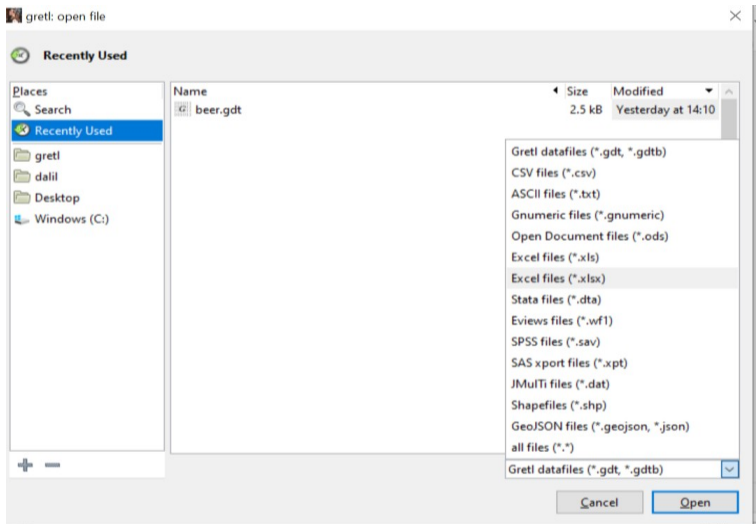 gretl: open file
Recently Used
Places
Search
Recently Used
gretl
dalil
Desktop
Windows (C:)
Name Size Modified
beer.gdt 2.5 kB Yesterday at 14:10
Gretl datafiles (*.gdt, *.gdtb)
CSV files (*.csv)
ASCII files (*.txt)
Gnumeric files (*.gnumeric)
Open Document files (*.ods)
Excel files (*.xls)
Excel files (*.xlsx)
Stata files (*.dta)
Eviews files (*.wf1)
SPSS files (*.sav)
SAS xport files (*.xpt)
JMulTi files (*.dat)
Shapefiles (*.shp)
GeoJSON files (*.geojson, *.json)
all files (*.*)
Gretl datafiles (*.gdt, *.gdtb)
Cancel Open